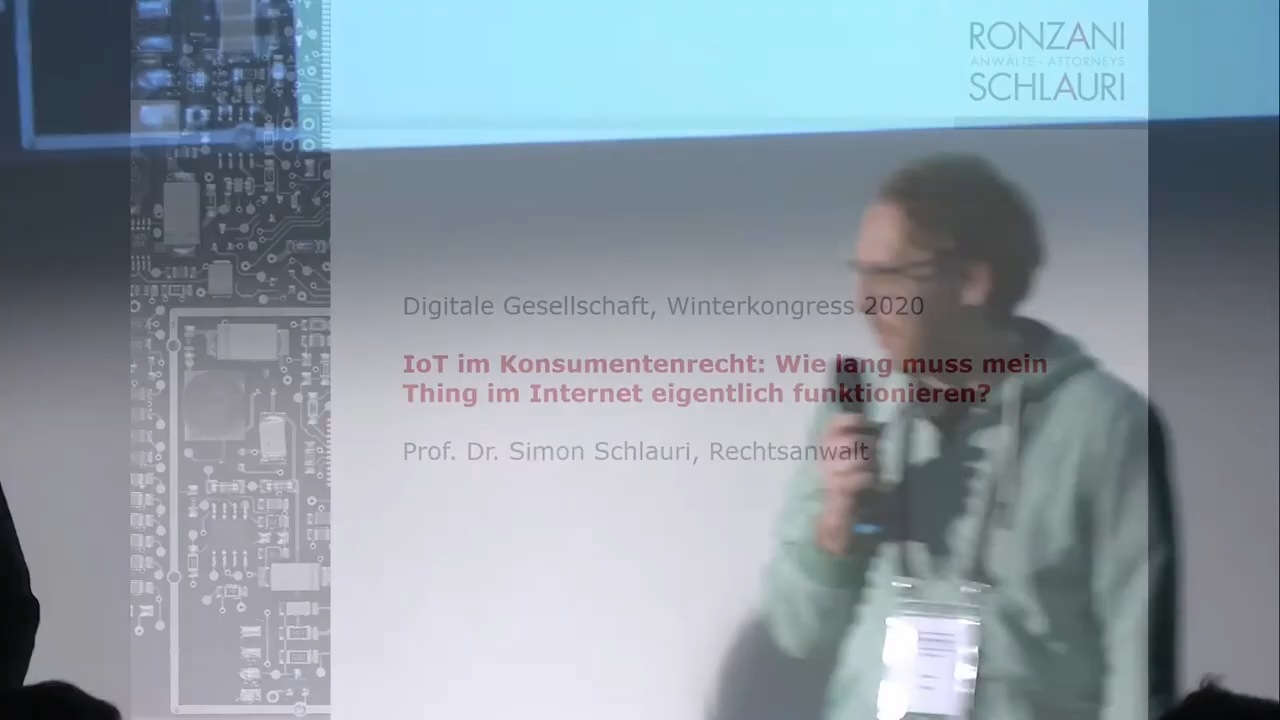 RONZANI
ANWÄLTE · ATTORNEYS
SCHLAURI
Digitale Gesellschaft, Winterkongress 2020
IoT im Konsumentenrecht: Wie lang muss mein
Thing im Internet eigentlich funktionieren?
Prof. Dr. Simon Schlauri, Rechtsanwalt